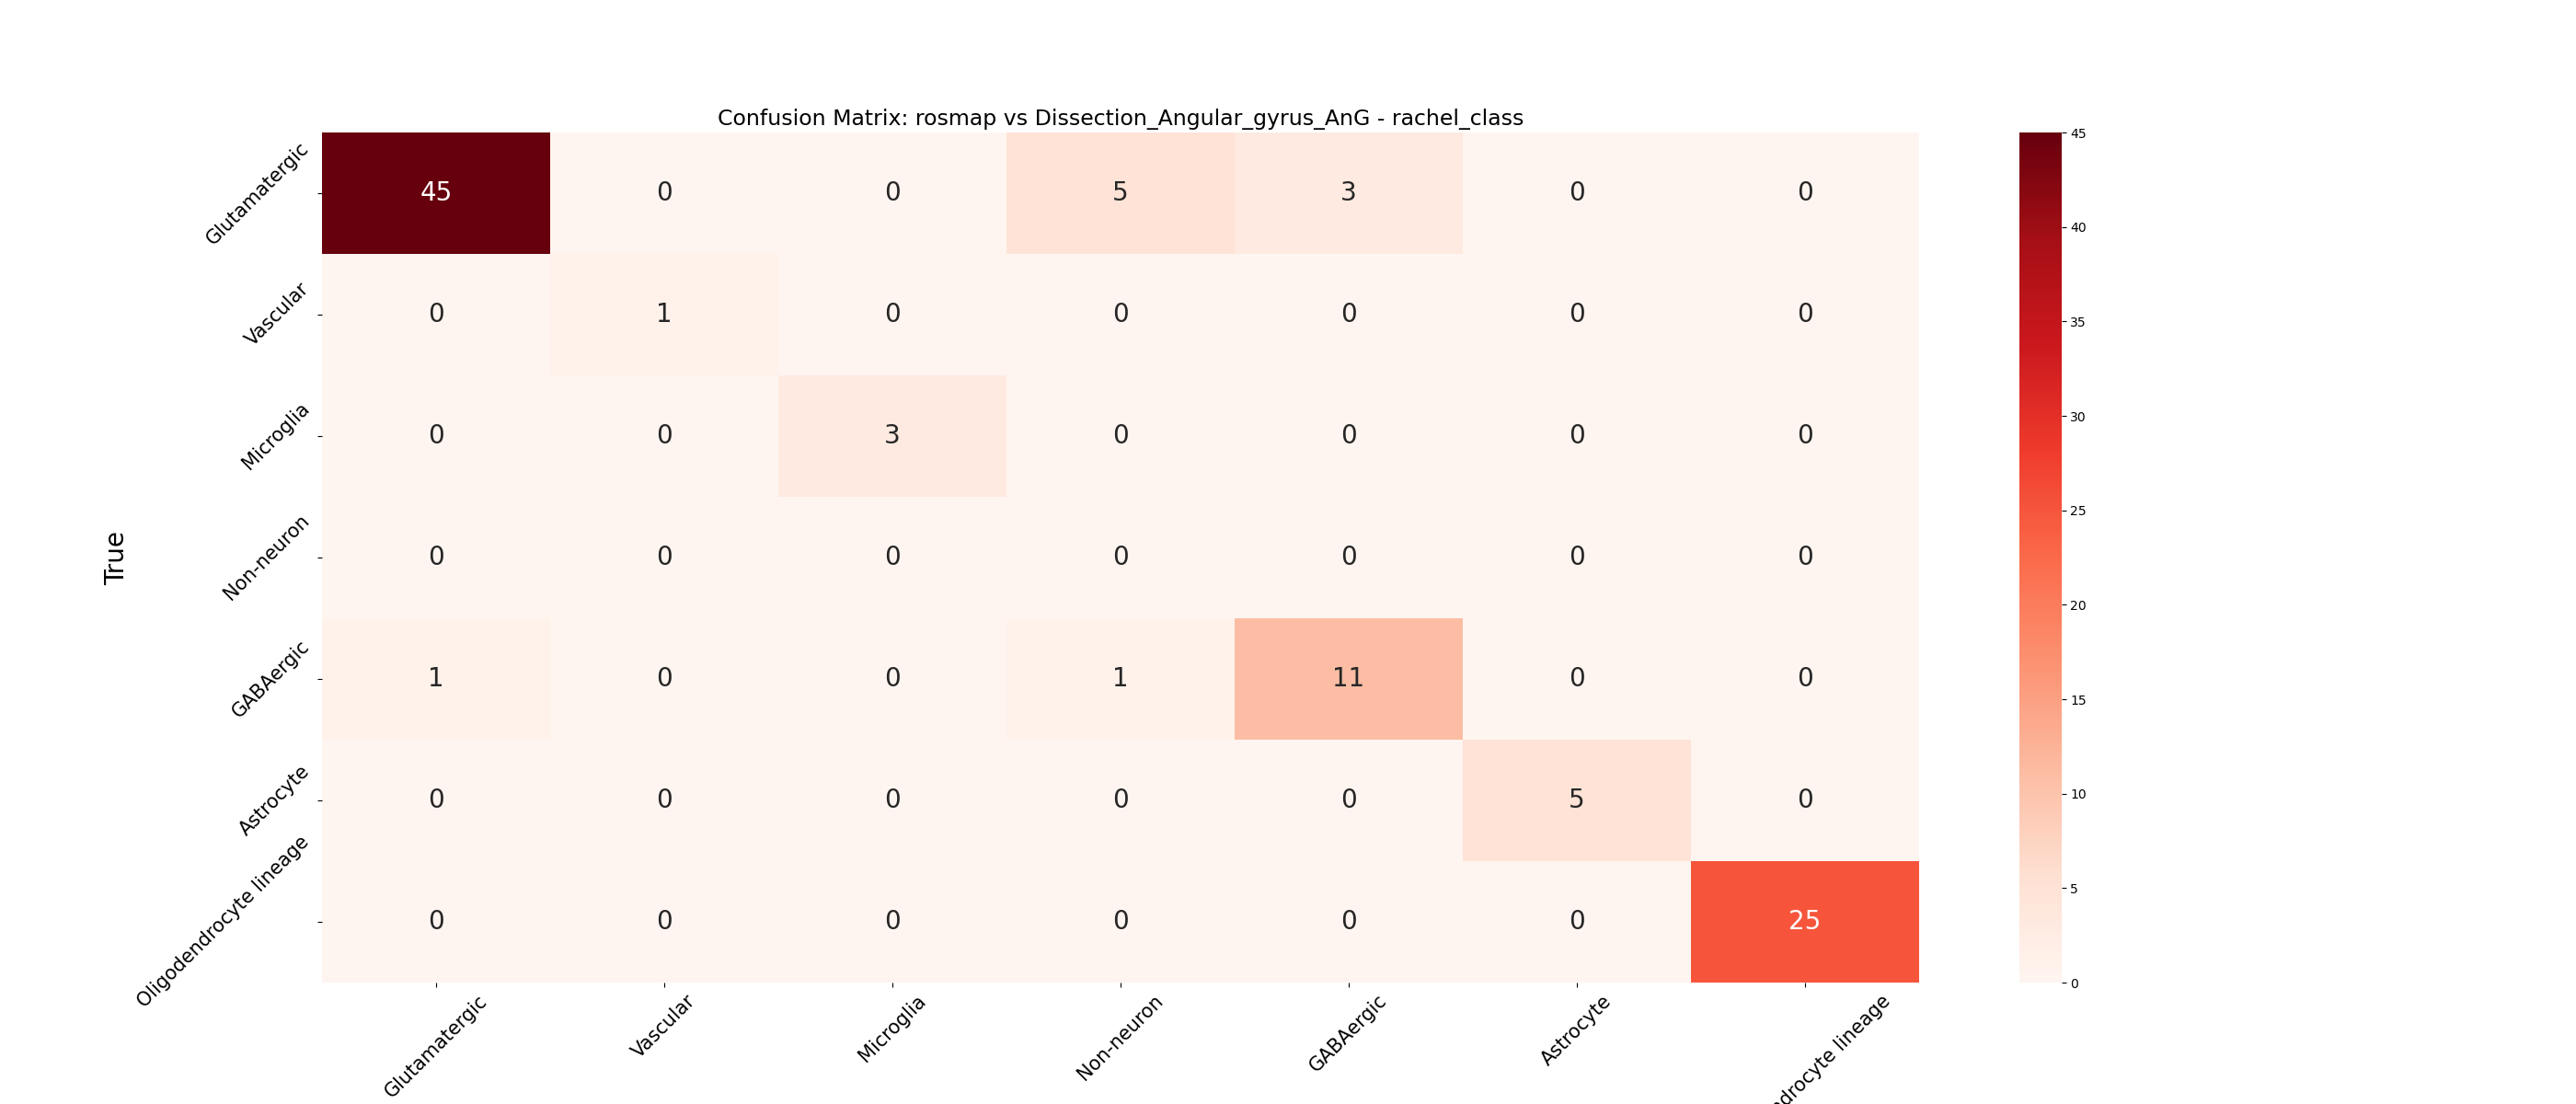 Confusion Matrix: rosmap vs Dissection_Angular_gyrus_AnG - rachel_class
True
Glutamatergic 45 0 0 5 3 0 0
Vascular 0 1 0 0 0 0 0
Microglia 0 0 3 0 0 0 0
Non-neuron 0 0 0 0 0 0 0
GABAergic 1 0 0 1 11 0 0
Astrocyte 0 0 0 0 0 5 0
Oligodendrocyte lineage 0 0 0 0 0 0 25
Glutamatergic Vascular Microglia Non-neuron GABAergic Astrocyte lineage
45
40
35
30
25
20
15
10
5
0